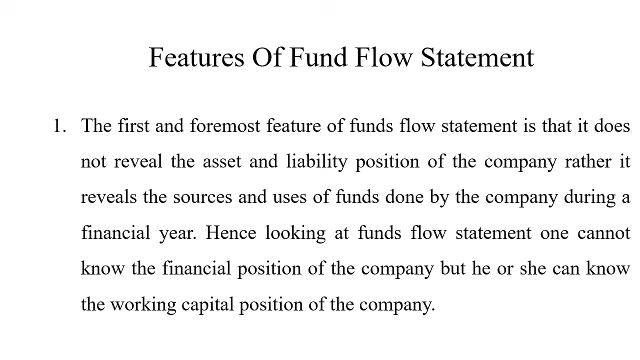 Features Of Fund Flow Statement
1. The first and foremost feature of funds flow statement is that it does
not reveal the asset and liability position of the company rather it
reveals the sources and uses of funds done by the company during a
financial year. Hence looking at funds flow statement one cannot
know the financial position of the company but he or she can know
the working capital position of the company.